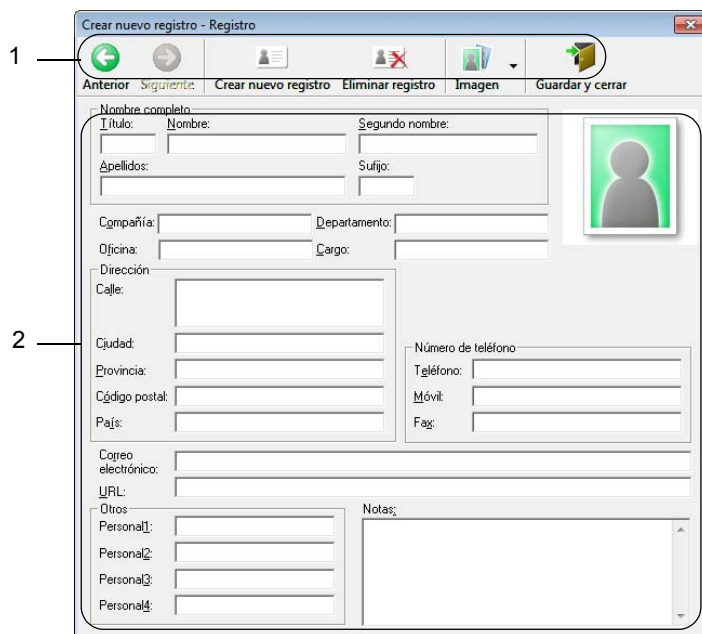 Crear nuevo registro - Registro
1
Anterior Siguiente Crear nuevo registro Eliminar registro Imagen Guardar y cerrar
Nombre completo
Título: Nombre: Segundo nombre:
Apellidos: Sufijo:
Compañía: Departamento:
Oficina: Cargo:
Dirección
Calle:
2
Ciudad:
Número de teléfono
Provincia: Teléfono:
Código postal: Móvil:
País: Fax:
Correo
electrónico:
URL:
Otros Notas:
Personal1:
Personal2:
Personal3:
Personal4: